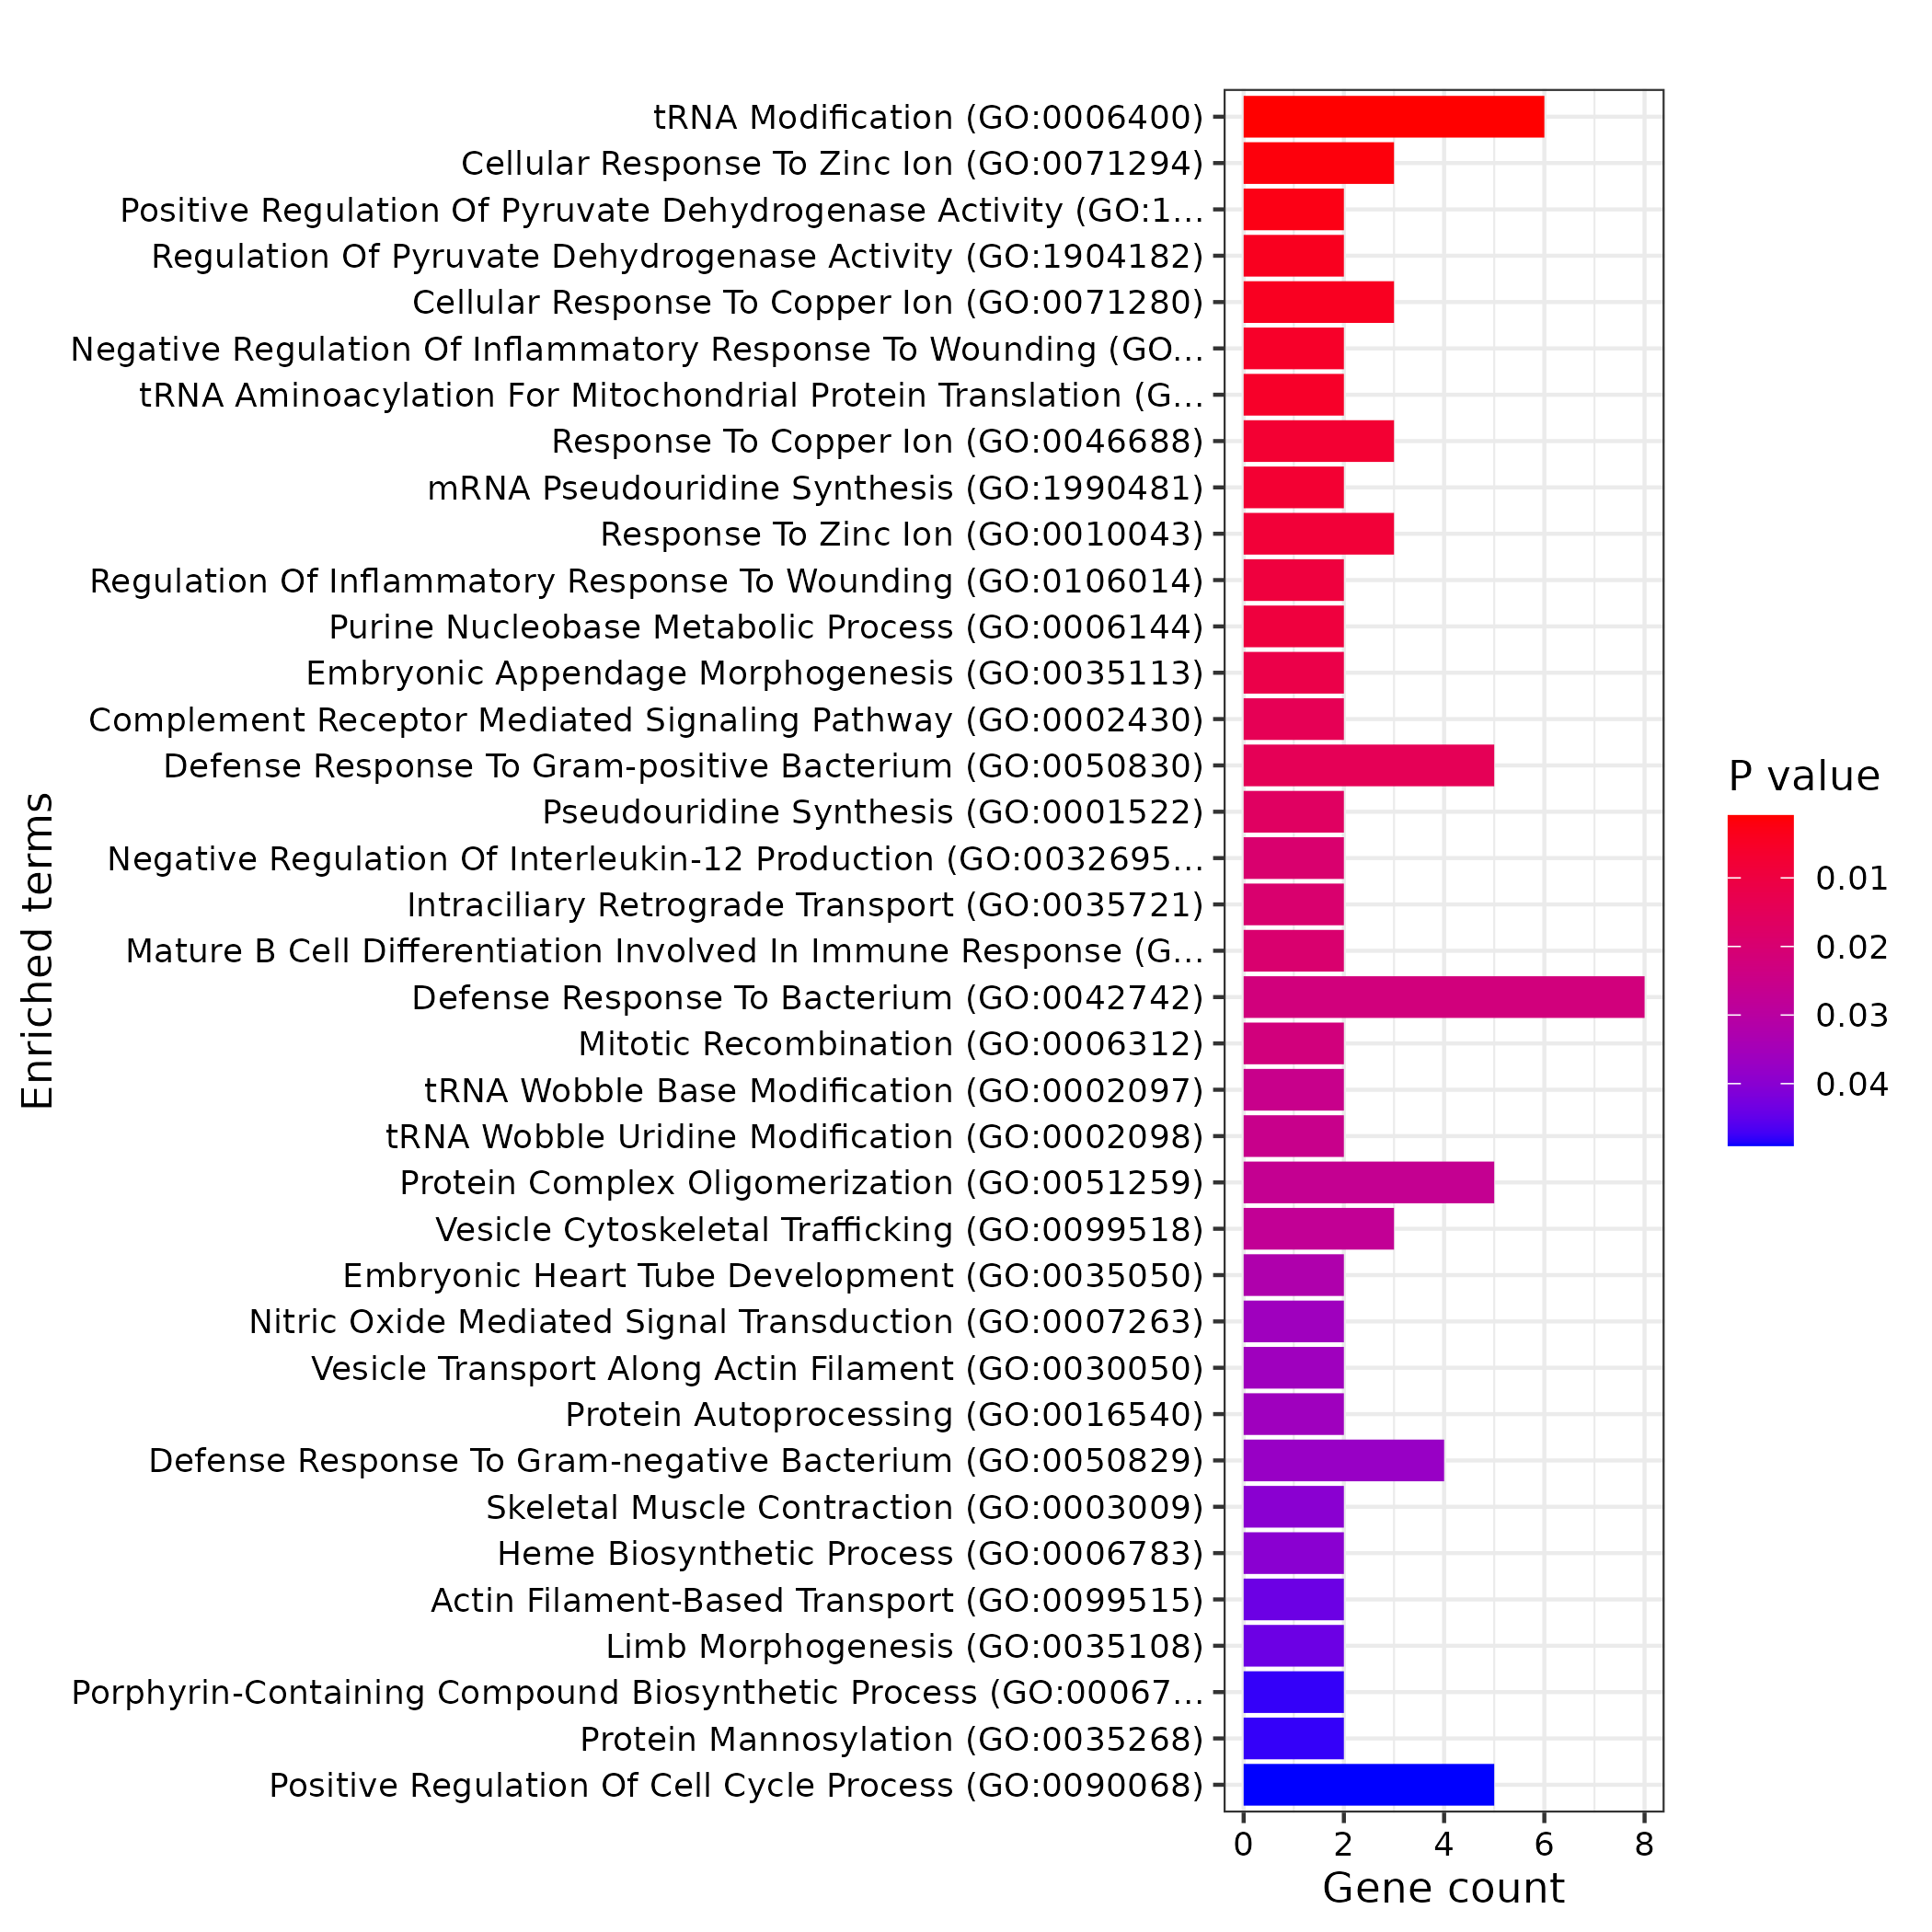 tRNA Modification (GO:0006400)
Cellular Response To Zinc Ion (GO:0071294)
Positive Regulation Of Pyruvate Dehydrogenase Activity (GO:1...
Regulation Of Pyruvate Dehydrogenase Activity (GO:1904182)
Cellular Response To Copper Ion (GO:0071280)
Negative Regulation Of Inflammatory Response To Wounding (GO...
tRNA Aminoacylation For Mitochondrial Protein Translation (G...
Response To Copper Ion (GO:0046688)
mRNA Pseudouridine Synthesis (GO:1990481)
Response To Zinc Ion (GO:0010043)
Regulation Of Inflammatory Response To Wounding (GO:0106014)
Purine Nucleobase Metabolic Process (GO:0006144)
Embryonic Appendage Morphogenesis (GO:0035113)
Complement Receptor Mediated Signaling Pathway (GO:0002430)
Defense Response To Gram-positive Bacterium (GO:0050830)
Pseudouridine Synthesis (GO:0001522)
Negative Regulation Of Interleukin-12 Production (GO:0032695...
Intraciliary Retrograde Transport (GO:0035721)
Mature B Cell Differentiation Involved In Immune Response (G...
Defense Response To Bacterium (GO:0042742)
Mitotic Recombination (GO:0006312)
tRNA Wobble Base Modification (GO:0002097)
tRNA Wobble Uridine Modification (GO:0002098)
Protein Complex Oligomerization (GO:0051259)
Vesicle Cytoskeletal Trafficking (GO:0099518)
Embryonic Heart Tube Development (GO:0035050)
Nitric Oxide Mediated Signal Transduction (GO:0007263)
Vesicle Transport Along Actin Filament (GO:0030050)
Protein Autoprocessing (GO:0016540)
Defense Response To Gram-negative Bacterium (GO:0050829)
Skeletal Muscle Contraction (GO:0003009)
Heme Biosynthetic Process (GO:0006783)
Actin Filament-Based Transport (GO:0099515)
Limb Morphogenesis (GO:0035108)
Porphyrin-Containing Compound Biosynthetic Process (GO:00067...
Protein Mannosylation (GO:0035268)
Positive Regulation Of Cell Cycle Process (GO:0090068)
Enriched terms
0 2 4 6 8
Gene count
P value
0.01
0.02
0.03
0.04